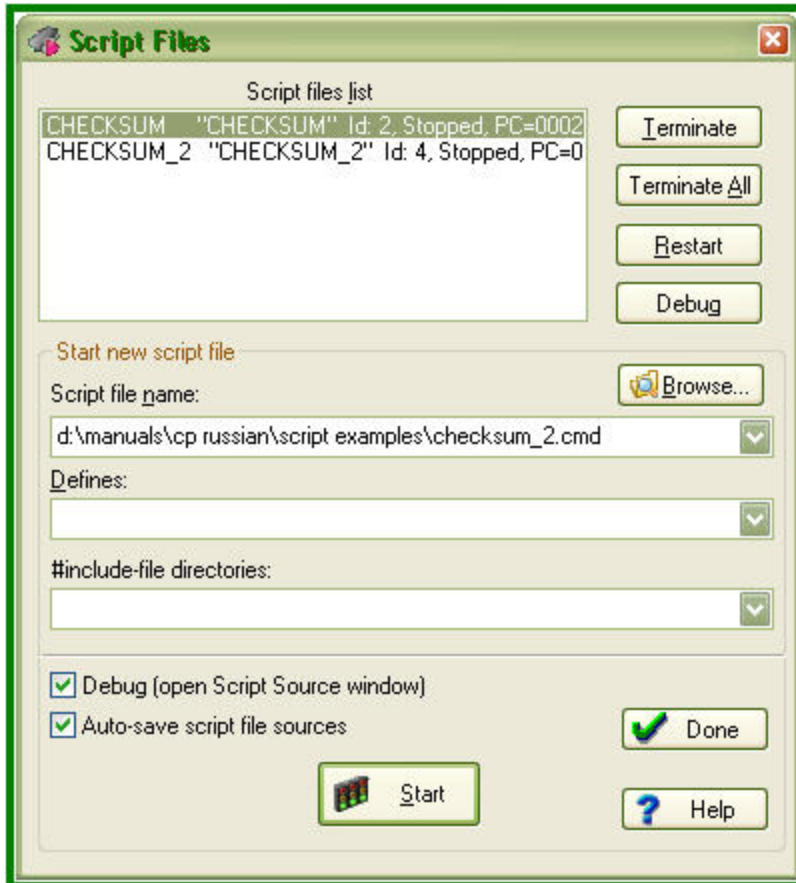 Script Files
Script files list
CHECKSUM "CHECKSUM" Id: 2, Stopped, PC=0002
CHECKSUM_2 "CHECKSUM_2" Id: 4, Stopped, PC=0
Terminate
Terminate All
Restart
Debug
Start new script file
Browse...
Script file name:
d:\manuals\cp russian\script examples\checksum_2.cmd
Defines:
#include-file directories:
Debug (open Script Source window)
Auto-save script file sources
Done
Start
Help